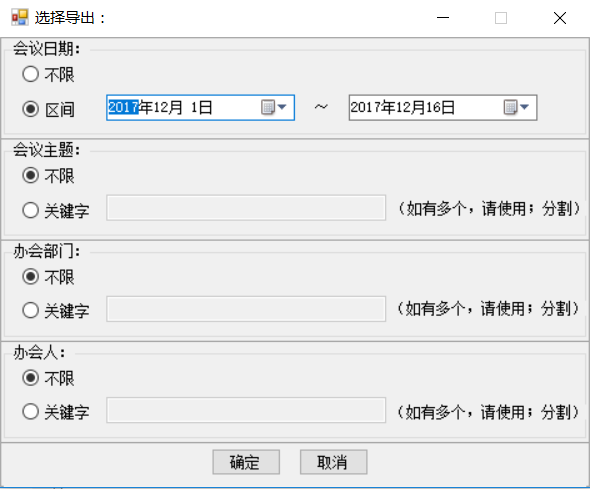 选择导出：
会议日期：
不限
区间 2017年12月 1日 ～ 2017年12月16日
会议主题：
不限
关键字 （如有多个，请使用；分割）
办会部门：
不限
关键字 （如有多个，请使用；分割）
办会人：
不限
关键字 （如有多个，请使用；分割）
确定 取消